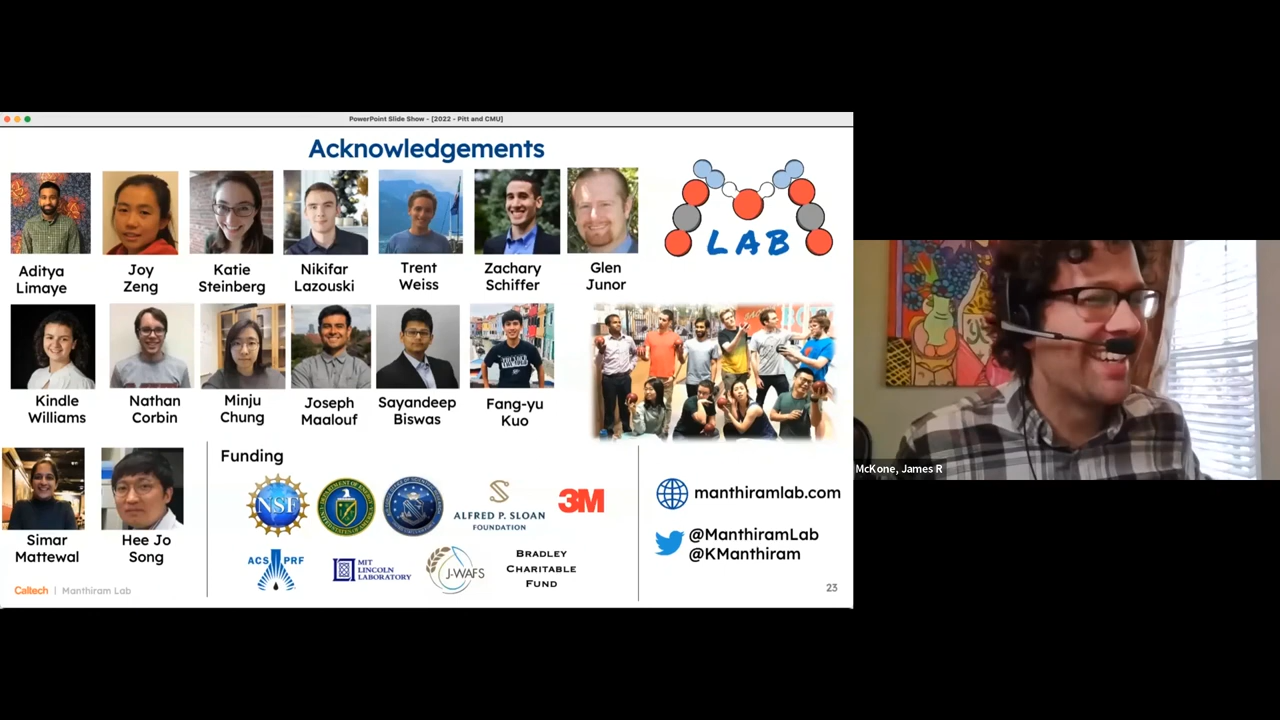 PowerPoint Slide Show - [2022 - Pitt and CMU]
Acknowledgements
Aditya
Limaye
Joy
Zeng
Katie
Steinberg
Nikifar
Lazouski
Trent
Weiss
Zachary
Schiffer
Glen
Junor
LAB
Kindle
Williams
Nathan
Corbin
Minju
Chung
Joseph
Maalouf
Sayandeep
Biswas
Fang-yu
Kuo
Simar
Mattewal
Hee Jo
Song
Funding
NSF
ALFRED P. SLOAN
FOUNDATION
3M
ACS PRF
MIT
LINCOLN
LABORATORY
J-WAFS
BRADLEY
CHARITABLE
FUND
manthiramlab.com
@ManthiramLab
@KManthiram
Caltech | Manthiram Lab
23
McKone, James R